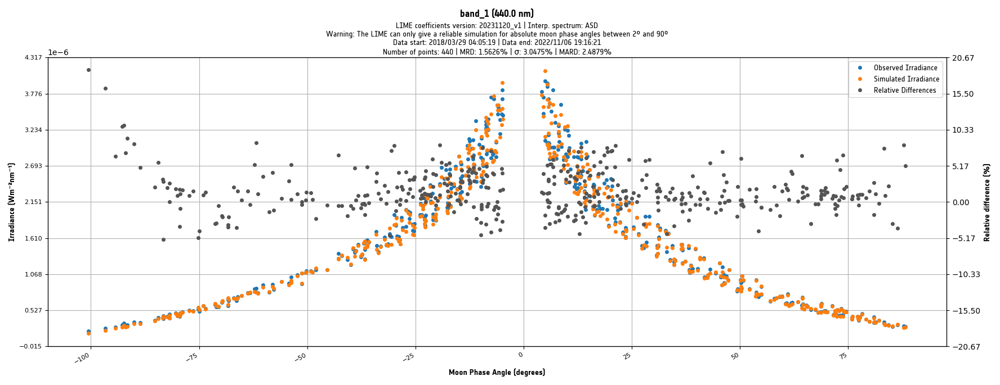 band_1 (440.0 nm)
LIME coefficients version: 20231120_v1 | Interp. spectrum: ASD
Warning: The LIME can only give a reliable simulation for absolute moon phase angles between 2º and 90º
Data start: 2018/03/29 04:05:19 | Data end: 2022/11/06 19:16:21
Number of points: 440 | MRD: 1.5626% | σ: 3.0475% | MARD: 2.4879%
1e−6
4.317
3.776
3.234
2.693
2.151
1.610
1.068
0.527
−0.015
Irradiance (Wm⁻²nm⁻¹)
20.67
15.50
10.33
5.17
0.00
−5.17
−10.33
−15.50
−20.67
Relative difference (%)
Observed Irradiance
Simulated Irradiance
Relative Differences
−100
−75
−50
−25
0
25
50
75
Moon Phase Angle (degrees)